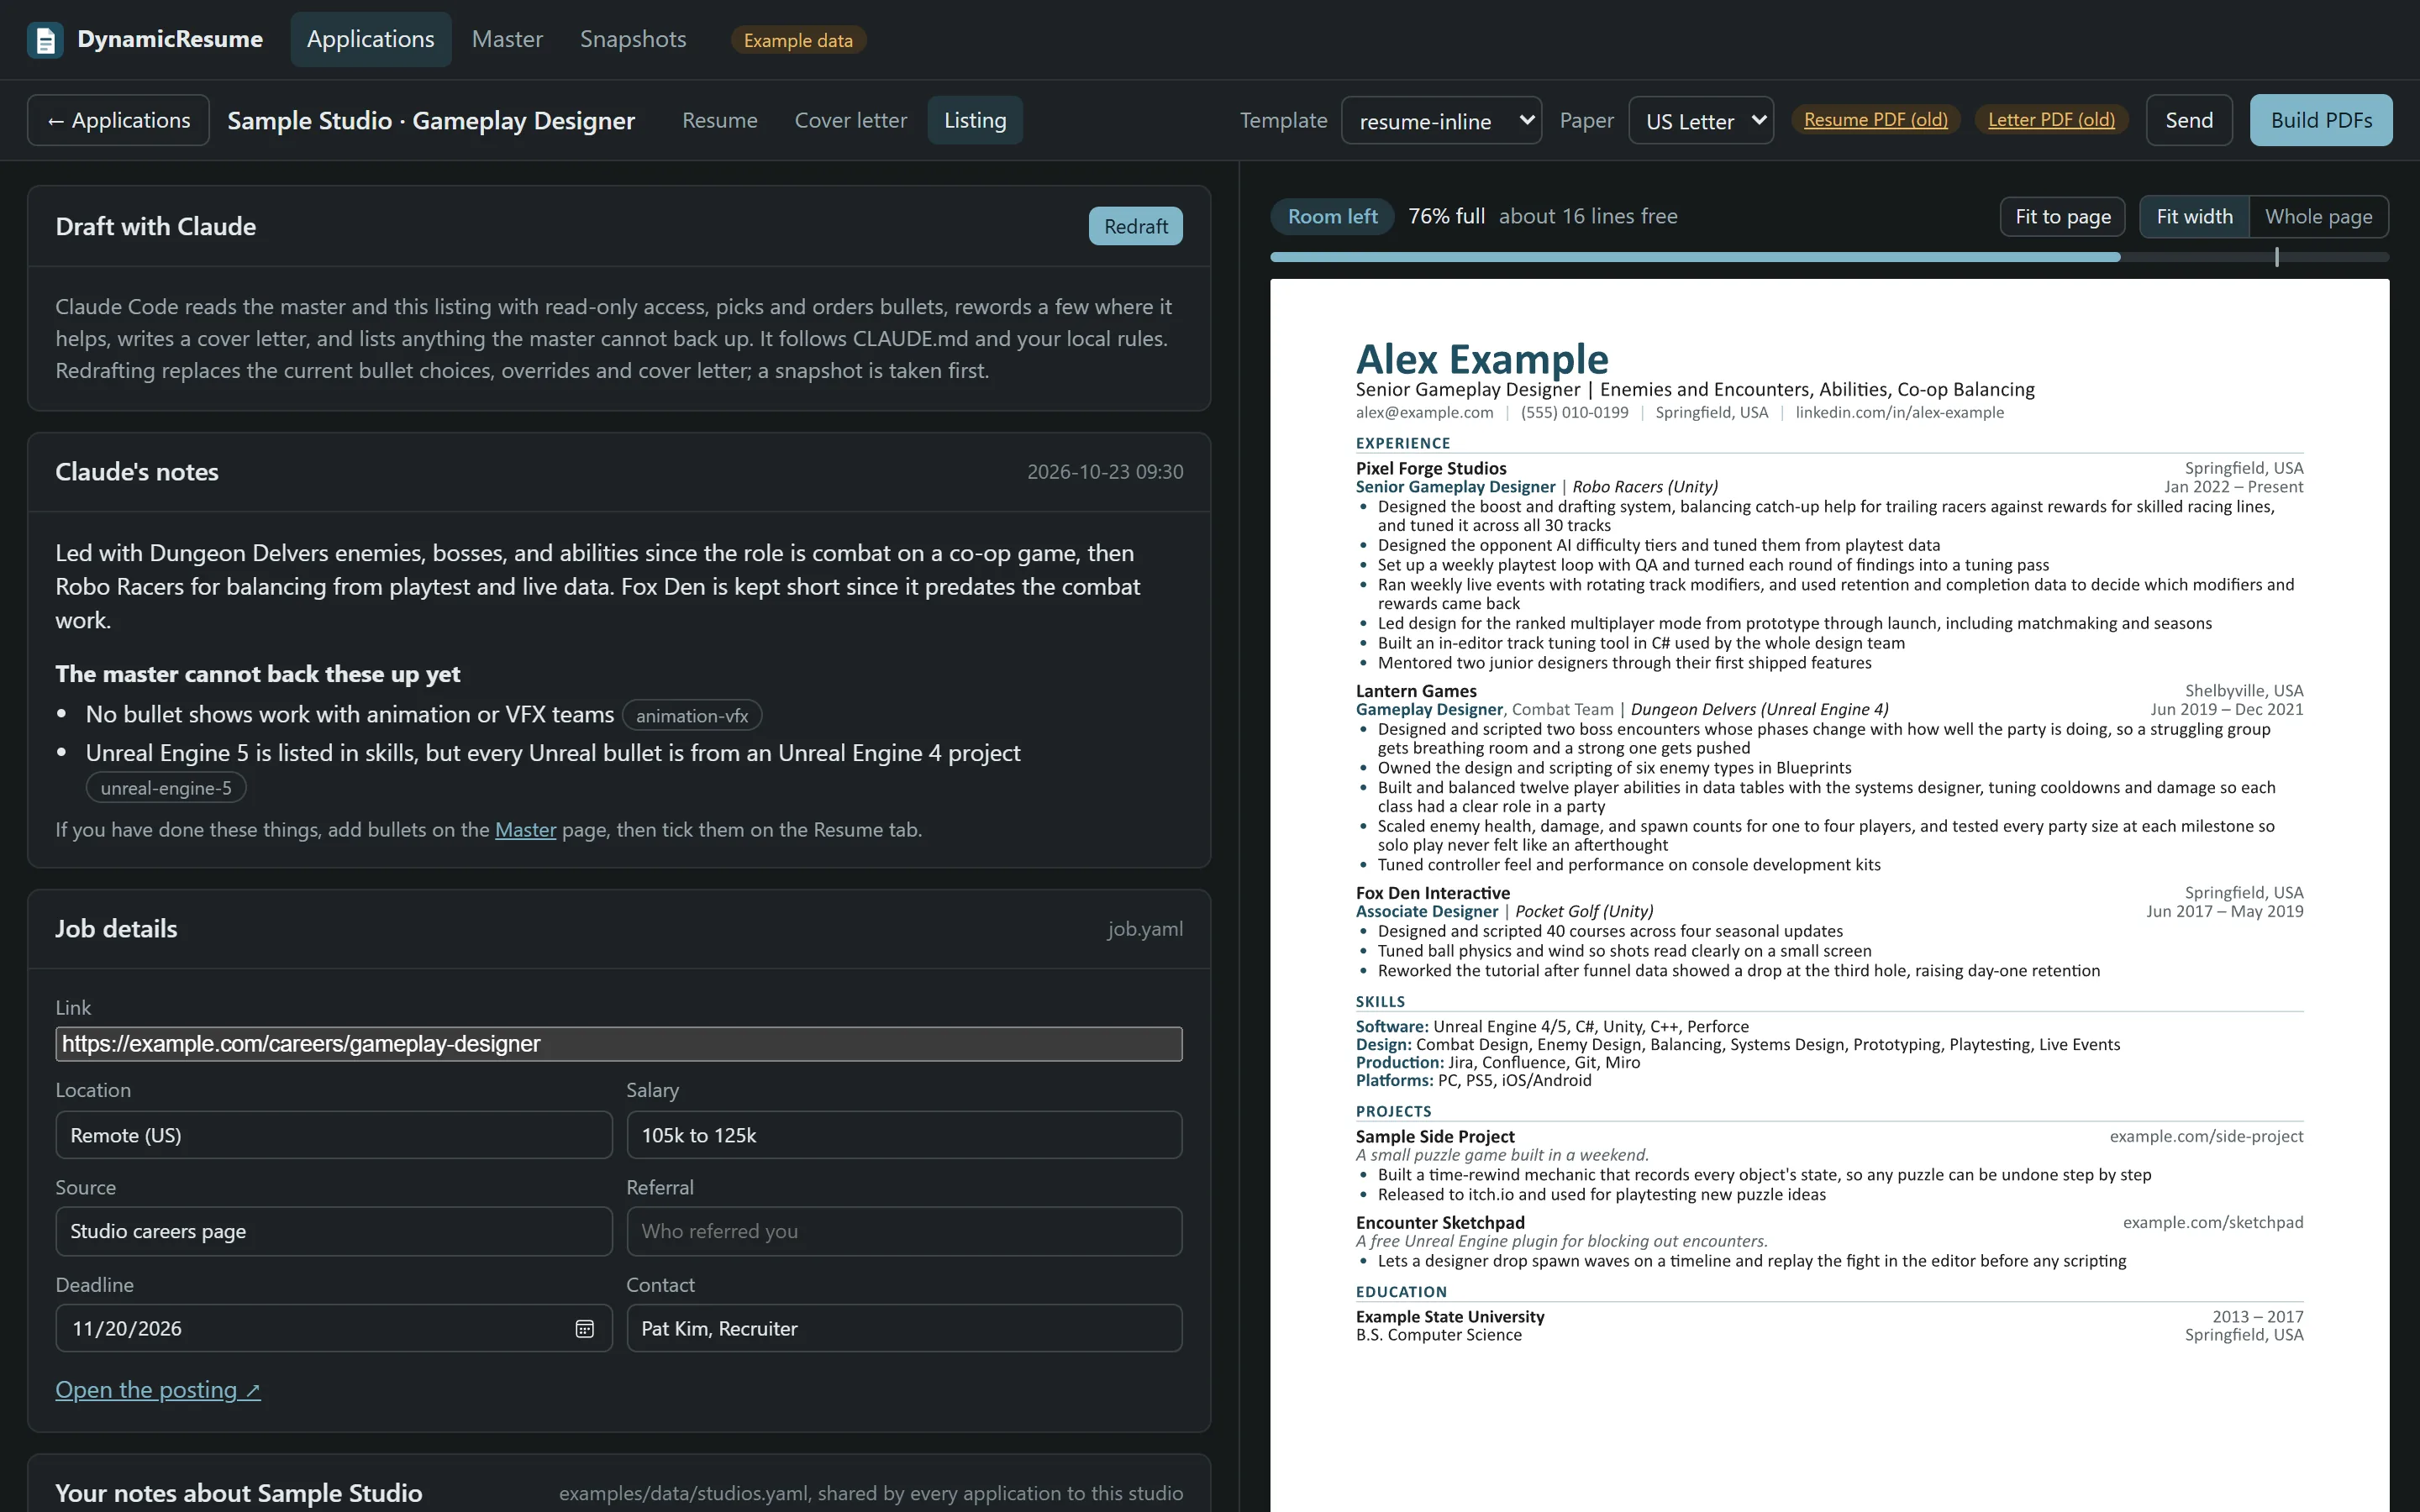 DynamicResume
Applications
Master
Snapshots
Example data
← Applications
Sample Studio · Gameplay Designer
Resume
Cover letter
Listing
Template
resume-inline
Paper
US Letter
Resume PDF (old)
Letter PDF (old)
Send
Build PDFs
Draft with Claude
Redraft
Claude Code reads the master and this listing with read-only access, picks and orders bullets, rewords a few where it
helps, writes a cover letter, and lists anything the master cannot back up. It follows CLAUDE.md and your local rules.
Redrafting replaces the current bullet choices, overrides and cover letter; a snapshot is taken first.
Claude's notes
2026-10-23 09:30
Led with Dungeon Delvers enemies, bosses, and abilities since the role is combat on a co-op game, then
Robo Racers for balancing from playtest and live data. Fox Den is kept short since it predates the combat
work.
The master cannot back these up yet
• No bullet shows work with animation or VFX teams animation-vfx
• Unreal Engine 5 is listed in skills, but every Unreal bullet is from an Unreal Engine 4 project
unreal-engine-5
If you have done these things, add bullets on the Master page, then tick them on the Resume tab.
Job details
job.yaml
Link
https://example.com/careers/gameplay-designer
Location
Salary
Remote (US)
105k to 125k
Source
Referral
Studio careers page
Who referred you
Deadline
Contact
11/20/2026
Pat Kim, Recruiter
Open the posting ↗
Your notes about Sample Studio
examples/data/studios.yaml, shared by every application to this studio
Room left
76% full
about 16 lines free
Fit to page
Fit width
Whole page
Alex Example
Senior Gameplay Designer | Enemies and Encounters, Abilities, Co-op Balancing
alex@example.com | (555) 010-0199 | Springfield, USA | linkedin.com/in/alex-example
EXPERIENCE
Pixel Forge Studios
Springfield, USA
Senior Gameplay Designer | Robo Racers (Unity)
Jan 2022 – Present
• Designed the boost and drafting system, balancing catch-up help for trailing racers against rewards for skilled racing lines,
and tuned it across all 30 tracks
• Designed the opponent AI difficulty tiers and tuned them from playtest data
• Set up a weekly playtest loop with QA and turned each round of findings into a tuning pass
• Ran weekly live events with rotating track modifiers, and used retention and completion data to decide which modifiers and
rewards came back
• Led design for the ranked multiplayer mode from prototype through launch, including matchmaking and seasons
• Built an in-editor track tuning tool in C# used by the whole design team
• Mentored two junior designers through their first shipped features
Lantern Games
Shelbyville, USA
Gameplay Designer, Combat Team | Dungeon Delvers (Unreal Engine 4)
Jun 2019 – Dec 2021
• Designed and scripted two boss encounters whose phases change with how well the party is doing, so a struggling group
gets breathing room and a strong one gets pushed
• Owned the design and scripting of six enemy types in Blueprints
• Built and balanced twelve player abilities in data tables with the systems designer, tuning cooldowns and damage so each
class had a clear role in a party
• Scaled enemy health, damage, and spawn counts for one to four players, and tested every party size at each milestone so
solo play never felt like an afterthought
• Tuned controller feel and performance on console development kits
Fox Den Interactive
Springfield, USA
Associate Designer | Pocket Golf (Unity)
Jun 2017 – May 2019
• Designed and scripted 40 courses across four seasonal updates
• Tuned ball physics and wind so shots read clearly on a small screen
• Reworked the tutorial after funnel data showed a drop at the third hole, raising day-one retention
SKILLS
Software: Unreal Engine 4/5, C#, Unity, C++, Perforce
Design: Combat Design, Enemy Design, Balancing, Systems Design, Prototyping, Playtesting, Live Events
Production: Jira, Confluence, Git, Miro
Platforms: PC, PS5, iOS/Android
PROJECTS
Sample Side Project
example.com/side-project
A small puzzle game built in a weekend.
• Built a time-rewind mechanic that records every object's state, so any puzzle can be undone step by step
• Released to itch.io and used for playtesting new puzzle ideas
Encounter Sketchpad
example.com/sketchpad
A free Unreal Engine plugin for blocking out encounters.
• Lets a designer drop spawn waves on a timeline and replay the fight in the editor before any scripting
EDUCATION
Example State University
2013 – 2017
B.S. Computer Science
Springfield, USA